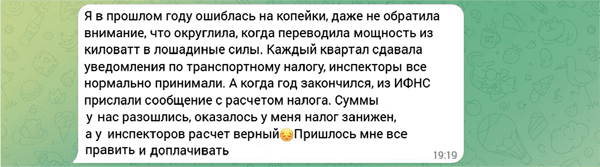 Я в прошлом году ошиблась на копейки, даже не обратила
внимание, что округлила, когда переводила мощность из
киловатт в лошадиные силы. Каждый квартал сдавала
уведомления по транспортному налогу, инспекторы все
нормально принимали. А когда год закончился, из ИФНС
прислали сообщение с расчетом налога. Суммы
у нас разошлись, оказалось у меня налог занижен,
а у инспекторов расчет верный😔Пришлось мне все
править и доплачивать
19:19